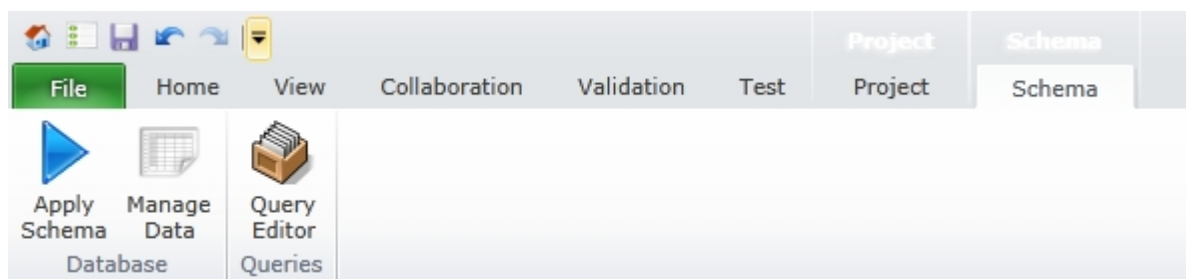 Project Schema
File Home View Collaboration Validation Test Project Schema
Apply Manage Query
Schema Data Editor
Database Queries